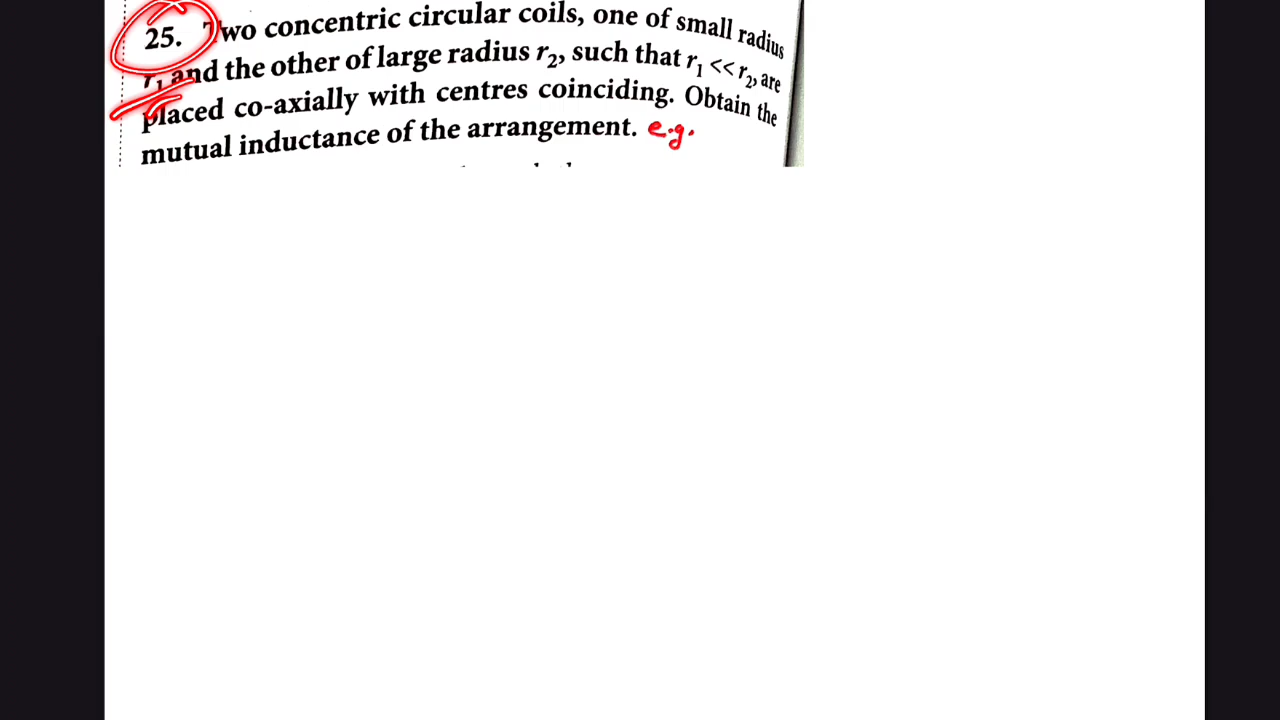 25. Two concentric circular coils, one of small radius
r₁ and the other of large radius r₂, such that r₁ << r₂, are
placed co-axially with centres coinciding. Obtain the
mutual inductance of the arrangement. e.g.